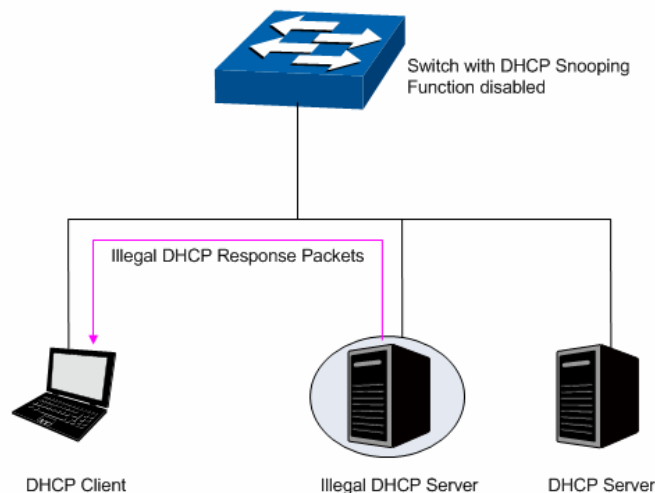 Switch with DHCP Snooping
Function disabled
Illegal DHCP Response Packets
DHCP Client
Illegal DHCP Server
DHCP Server